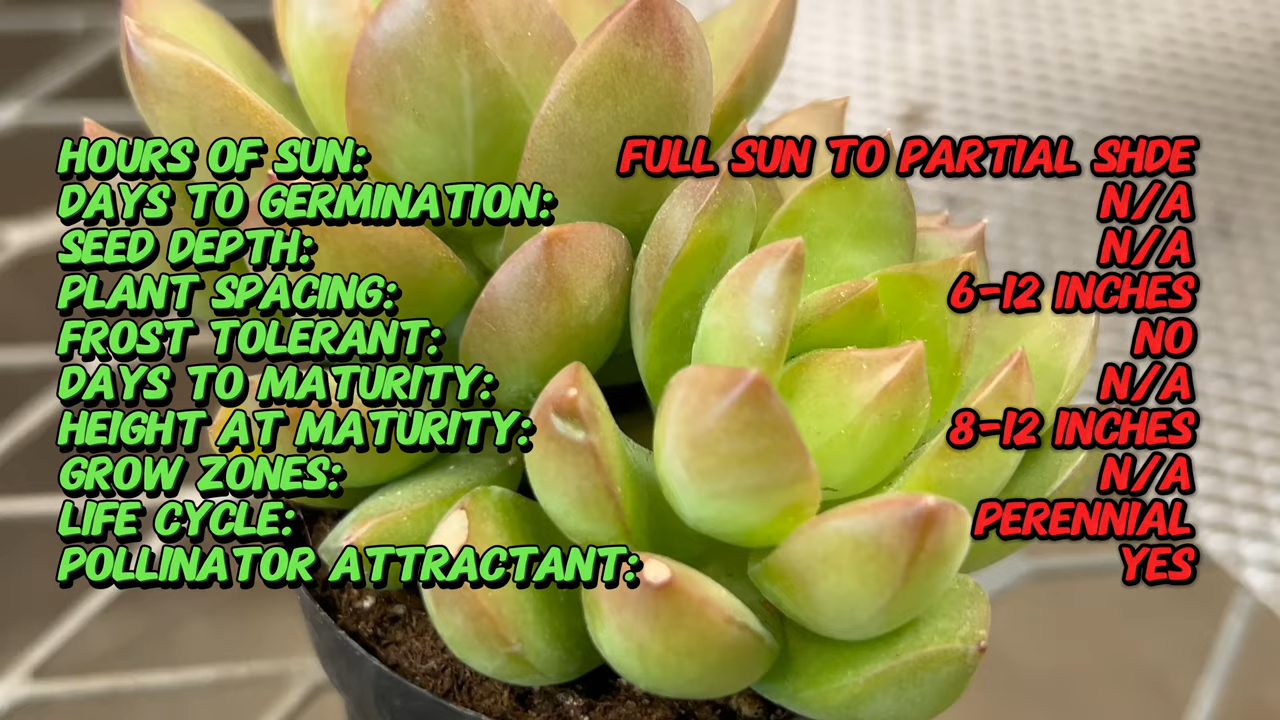 HOURS OF SUN: FULL SUN TO PARTIAL SHDE
DAYS TO GERMINATION: N/A
SEED DEPTH: N/A
PLANT SPACING: 6-12 INCHES
FROST TOLERANT: NO
DAYS TO MATURITY: N/A
HEIGHT AT MATURITY: 8-12 INCHES
GROW ZONES: N/A
LIFE CYCLE: PERENNIAL
POLLINATOR ATTRACTANT: YES